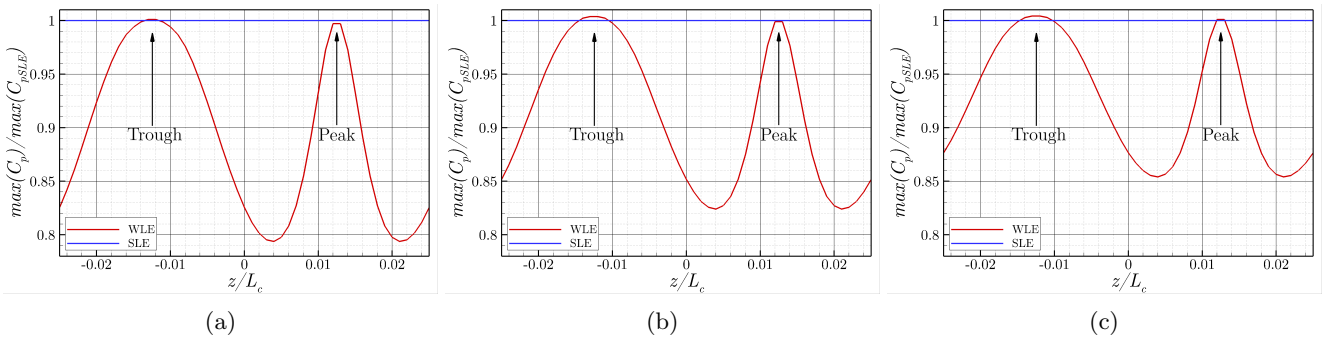 max(C_p)/max(C_pSLE)
1
0.95
0.9
0.85
0.8
Trough
Peak
WLE
SLE
-0.02
-0.01
0
0.01
0.02
z/L_c
(a)
max(C_p)/max(C_pSLE)
1
0.95
0.9
0.85
0.8
Trough
Peak
WLE
SLE
-0.02
-0.01
0
0.01
0.02
z/L_c
(b)
max(C_p)/max(C_pSLE)
1
0.95
0.9
0.85
0.8
Trough
Peak
WLE
SLE
-0.02
-0.01
0
0.01
0.02
z/L_c
(c)